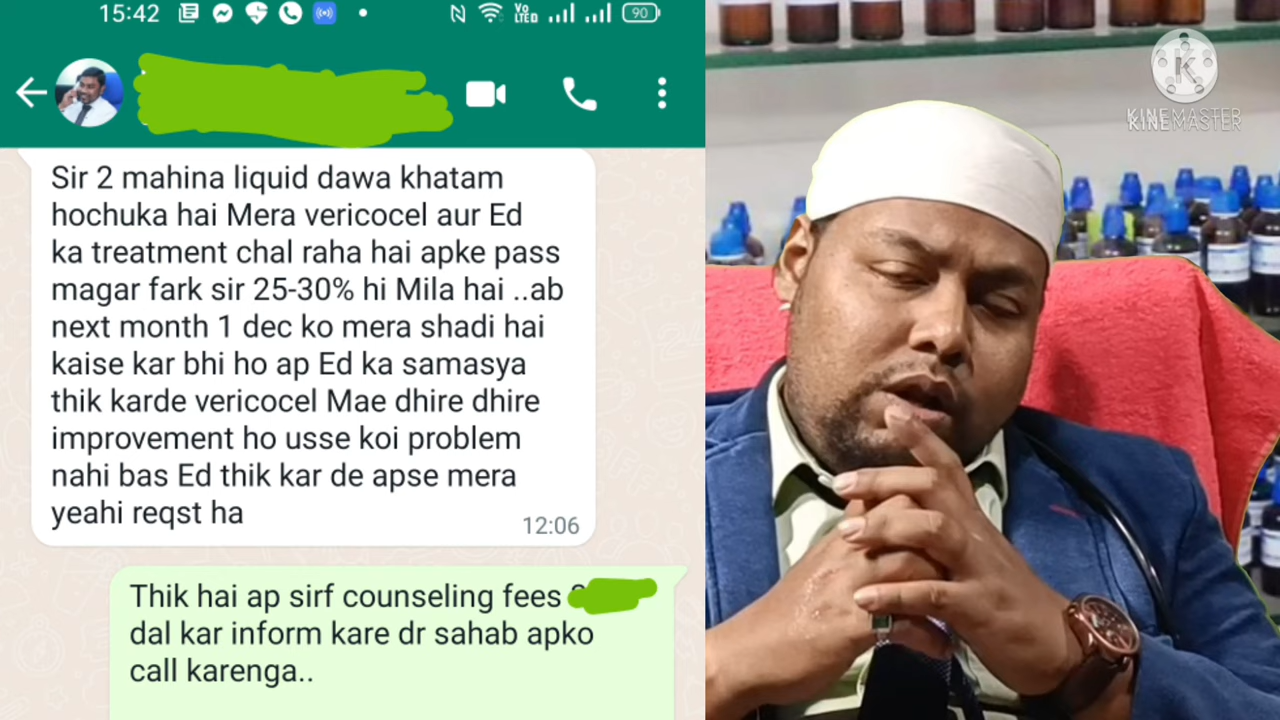 15:42
Vo
LTED
90
Sir 2 mahina liquid dawa khatam
hochuka hai Mera vericocel aur Ed
ka treatment chal raha hai apke pass
magar fark sir 25-30% hi Mila hai ..ab
next month 1 dec ko mera shadi hai
kaise kar bhi ho ap Ed ka samasya
thik karde vericocel Mae dhire dhire
improvement ho usse koi problem
nahi bas Ed thik kar de apse mera
yeahi reqst ha
12:06
Thik hai ap sirf counseling fees
dal kar inform kare dr sahab apko
call karenga..
K
KINEMASTER
KINEMASTER